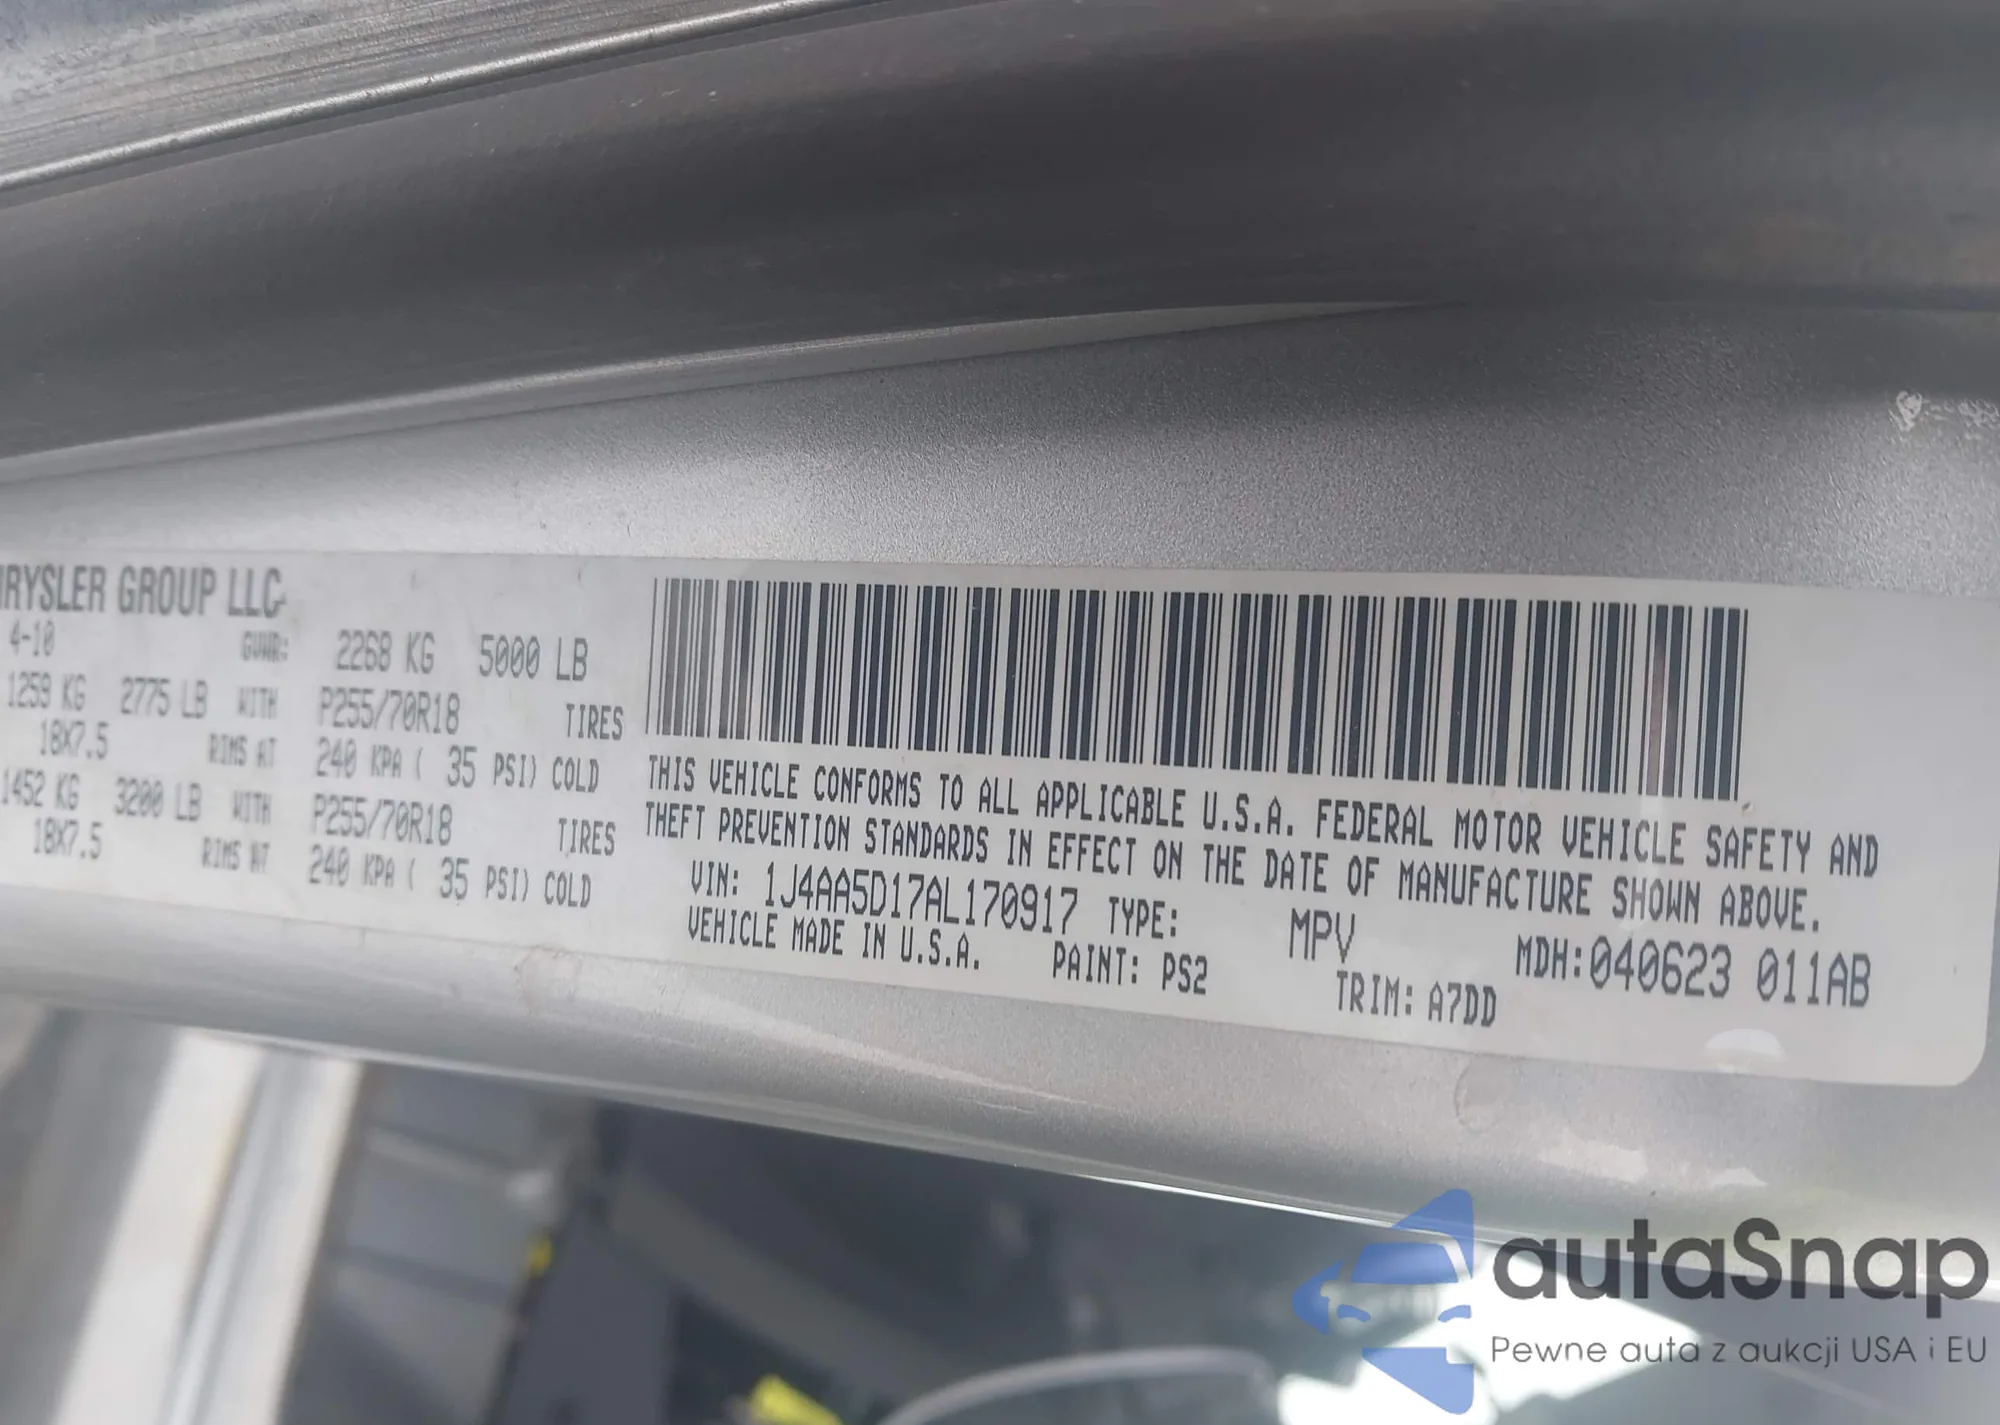 RYSLER GROUP LLC
4-10 GVWR: 2268 KG 5000 LB
1259 KG 2775 LB WITH P255/70R18 TIRES
18X7.5 RIMS AT 240 KPA ( 35 PSI) COLD
1452 KG 3200 LB WITH P255/70R18 TIRES
18X7.5 RIMS AT 240 KPA ( 35 PSI) COLD
THIS VEHICLE CONFORMS TO ALL APPLICABLE U.S.A. FEDERAL MOTOR VEHICLE SAFETY AND
THEFT PREVENTION STANDARDS IN EFFECT ON THE DATE OF MANUFACTURE SHOWN ABOVE.
VIN: 1J4AA5D17AL170917 TYPE: MPV MDH:040623 011AB
VEHICLE MADE IN U.S.A. PAINT: PS2 TRIM: A7DD
autaSnap
Pewne auta z aukcji USA i EU